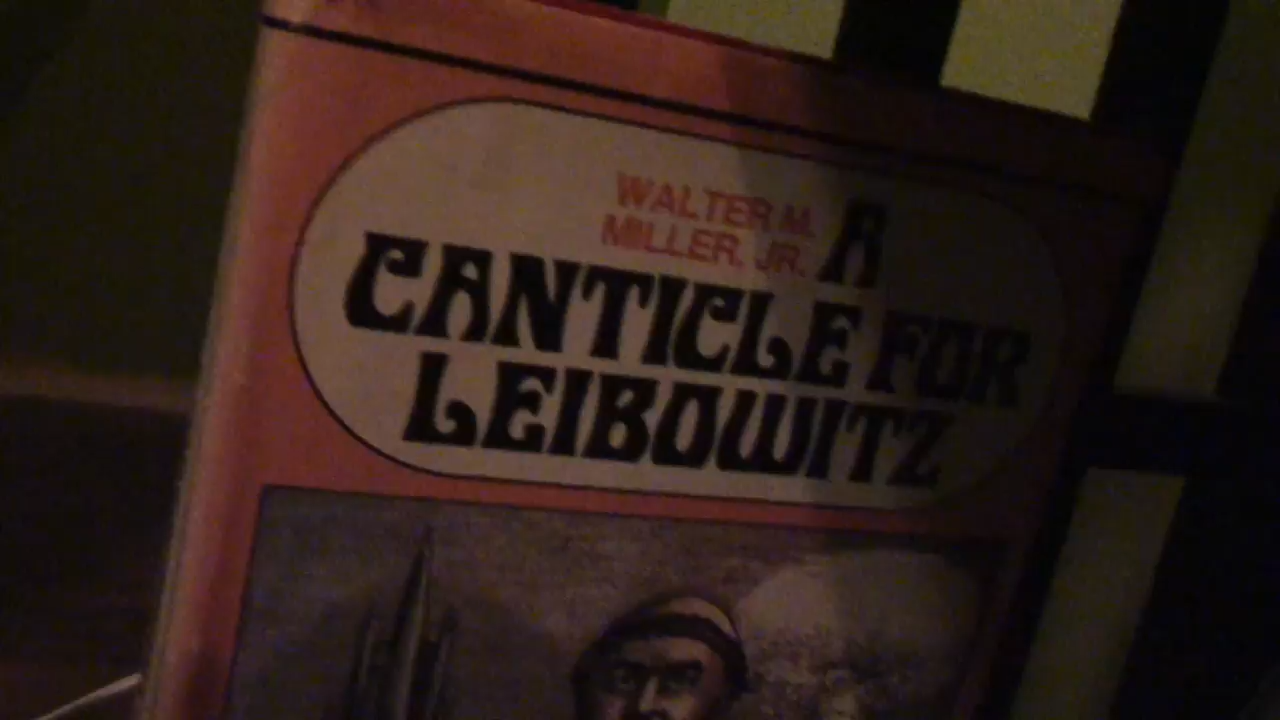 WALTER M.
MILLER, JR.
A
CANTICLE FOR
LEIBOWITZ